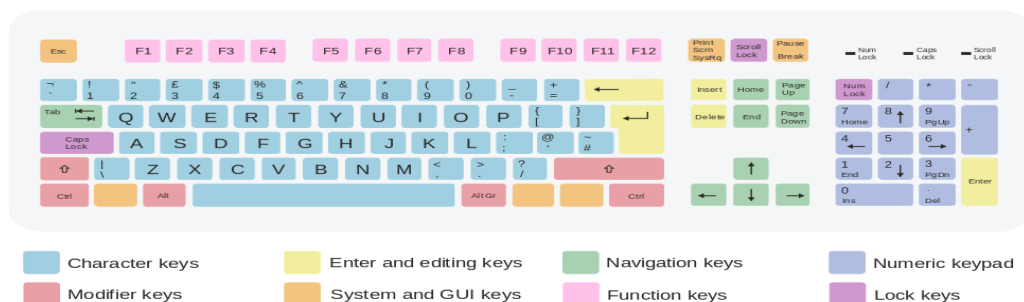 Esc F1 F2 F3 F4 F5 F6 F7 F8 F9 F10 F11 F12 Print Scrn SysRq Scroll Lock Pause Break Num Lock Caps Lock Scroll Lock
¬ ` ! 1 " 2 £ 3 $ 4 % 5 ^ 6 & 7 * 8 ( 9 ) 0 _ - + = Insert Home Page Up Num Lock / * -
Tab Q W E R T Y U I O P { [ } ] Delete End Page Down 7 Home 8 9 PgUp +
Caps Lock A S D F G H J K L : ; @ ' ~ # 4 5 6
| \ Z X C V B N M < , > . ? / 1 End 2 3 PgDn Enter
Ctrl Alt Alt Gr Ctrl 0 Ins . Del
Character keys Enter and editing keys Navigation keys Numeric keypad
Modifier keys System and GUI keys Function keys Lock keys